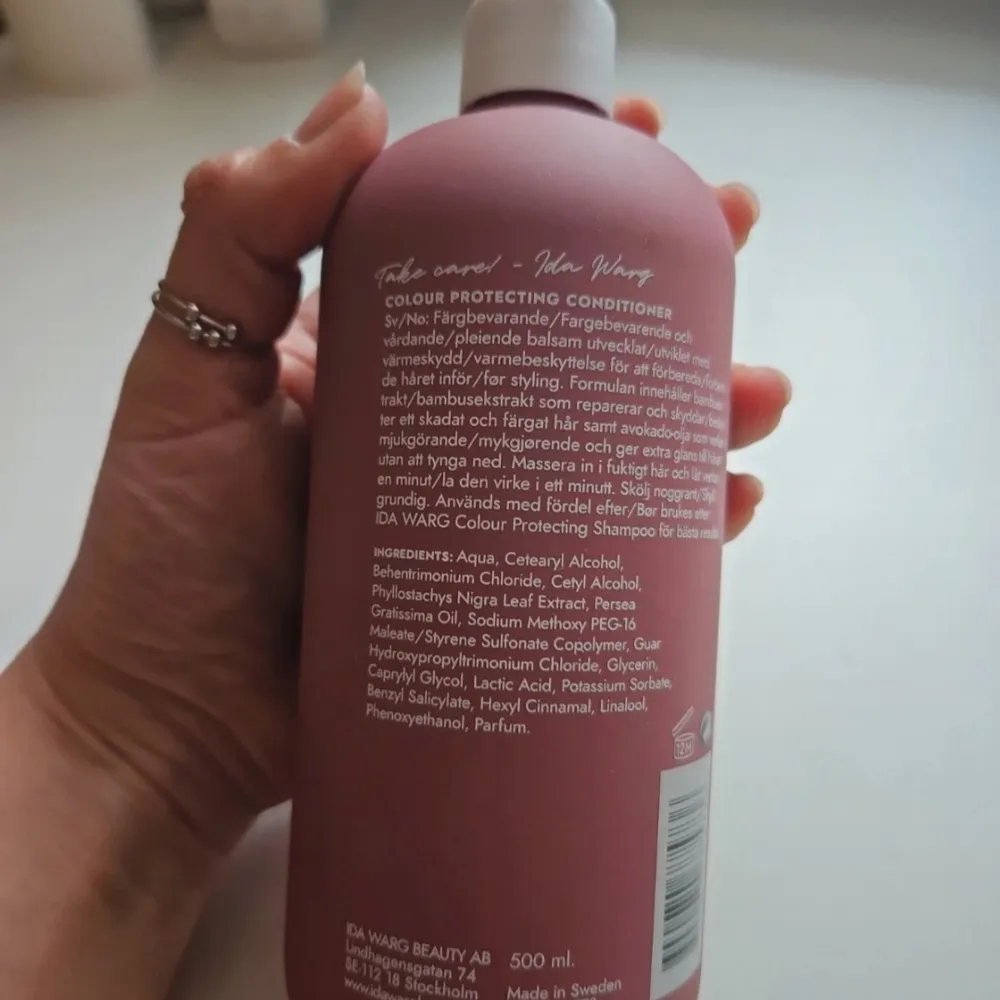 Take care! - Ida Warg
COLOUR PROTECTING CONDITIONER
Sv/No: Färgbevarande/Fargebevarende och
vårdande/pleiende balsam utvecklat/utviklet med
värmeskydd/varmebeskyttelse för att förbereda/
de håret inför/før styling. Formulan innehåller
trakt/bambusekstrakt som reparerar och skyddar/
ter ett skadat och färgat hår samt avokado-olja som
mjukgörande/mykgjørende och ger extra glans till
utan att tynga ned. Massera in i fuktigt hår och låt
en minut/la den virke i ett minutt. Skölj noggrant/Skyll
grundig. Används med fördel efter/Bør brukes etter
IDA WARG Colour Protecting Shampoo för bästa
INGREDIENTS: Aqua, Cetearyl Alcohol,
Behentrimonium Chloride, Cetyl Alcohol,
Phyllostachys Nigra Leaf Extract, Persea
Gratissima Oil, Sodium Methoxy PEG-16
Maleate/Styrene Sulfonate Copolymer, Guar
Hydroxypropyltrimonium Chloride, Glycerin,
Caprylyl Glycol, Lactic Acid, Potassium Sorbate,
Benzyl Salicylate, Hexyl Cinnamal, Linalool,
Phenoxyethanol, Parfum.
12M
IDA WARG BEAUTY AB
Lindhagensgatan 74
SE-112 18 Stockholm
500 ml.
Made in Sweden